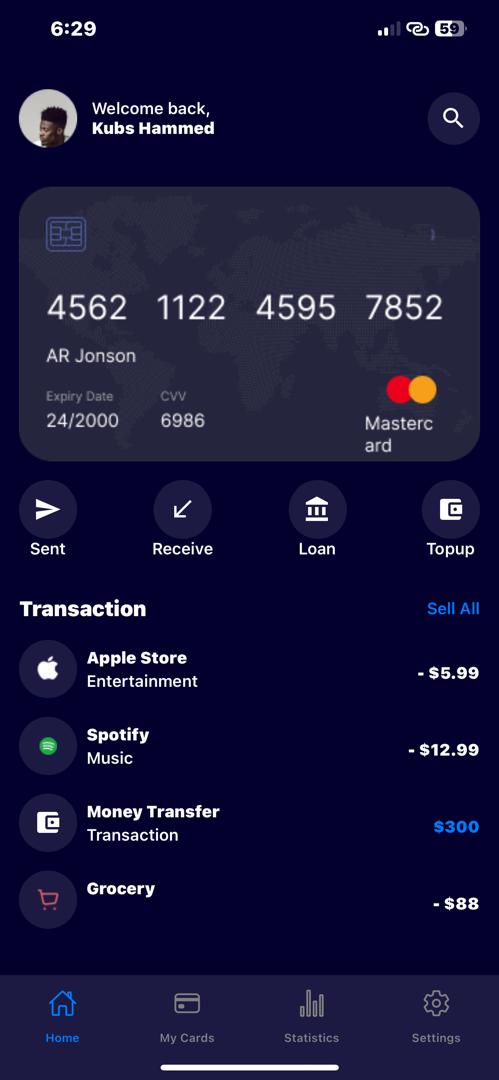 6:29
59
Welcome back,
Kubs Hammed
4562 1122 4595 7852
AR Jonson
Expiry Date CVV
24/2000 6986
Masterc
ard
Sent Receive Loan Topup
Transaction Sell All
Apple Store
Entertainment
- $5.99
Spotify
Music
- $12.99
Money Transfer
Transaction
$300
Grocery
- $88
Home My Cards Statistics Settings